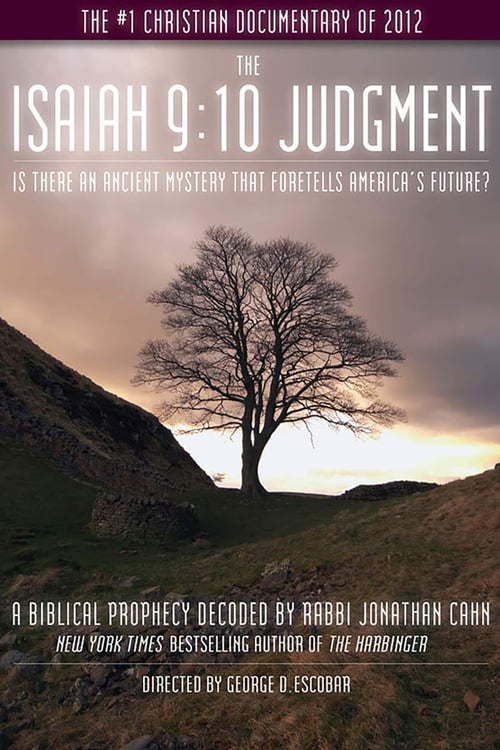 THE #1 CHRISTIAN DOCUMENTARY OF 2012
THE
ISAIAH 9:10 JUDGMENT
IS THERE AN ANCIENT MYSTERY THAT FORETELLS AMERICA'S FUTURE?
A BIBLICAL PROPHECY DECODED BY RABBI JONATHAN CAHN
NEW YORK TIMES BESTSELLING AUTHOR OF THE HARBINGER
DIRECTED BY GEORGE D. ESCOBAR